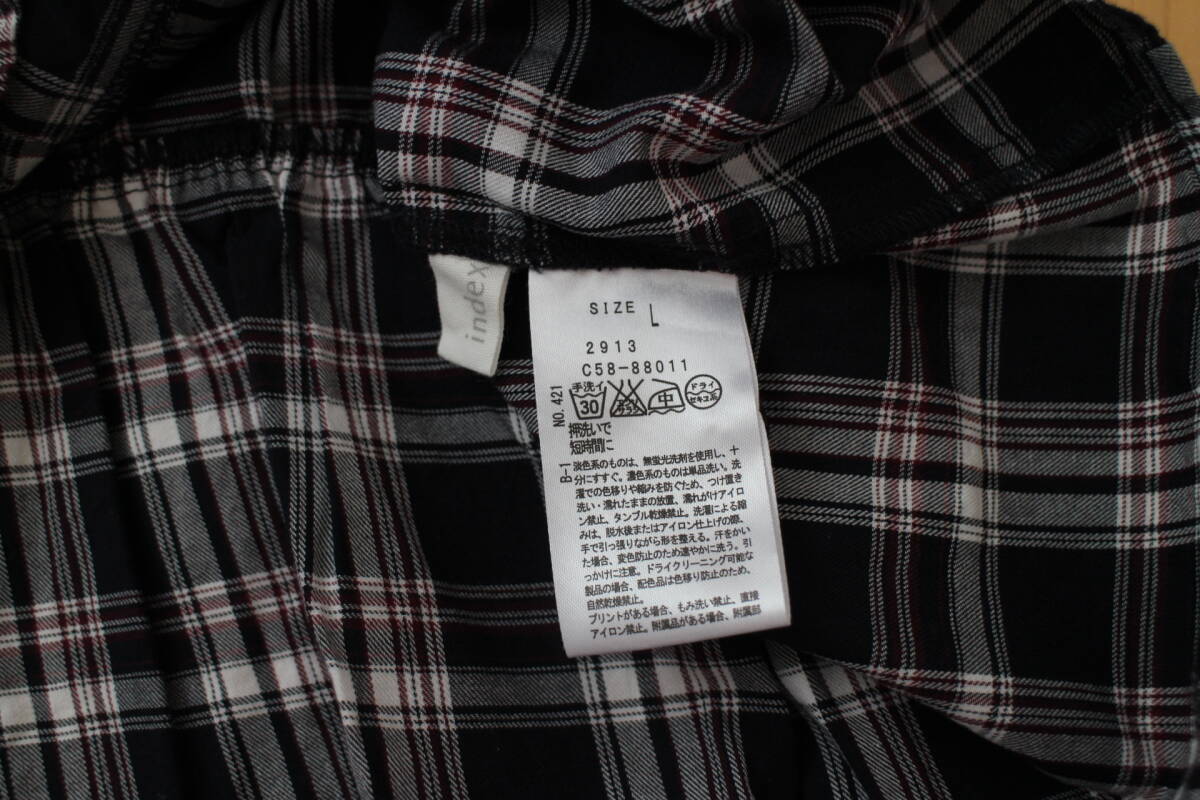 index
SIZE L
2913
C58-88011
NO. 421
手洗イ
30
エンソサラシ
中
ドライ
セキユ系
押洗いで
短時間に
B-1
淡色系のものは、無蛍光洗剤を使用し、十
分にすすぐ。濃色系のものは単品洗い。洗
濯での色移りや縮みを防ぐため、つけ置き
洗い・濡れたままの放置、濡れがけアイロ
ン禁止、タンブル乾燥禁止。洗濯による縮
みは、脱水後またはアイロン仕上げの際、
手で引っ張りながら形を整える。汗をかい
た場合、変色防止のため速やかに洗う。引
っかけに注意。ドライクリーニング可能な
製品の場合、配色品は色移り防止のため、
自然乾燥禁止。
プリントがある場合、もみ洗い禁止、直接
アイロン禁止。附属品がある場合、附属部